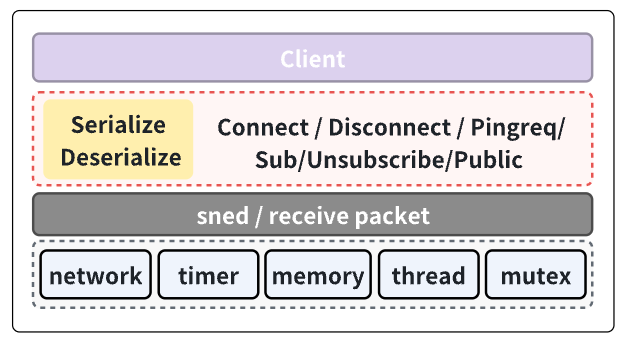 Client
Serialize
Deserialize
Connect / Disconnect / Pingreq/
Sub/Unsubscribe/Public
sned / receive packet
network timer memory thread mutex